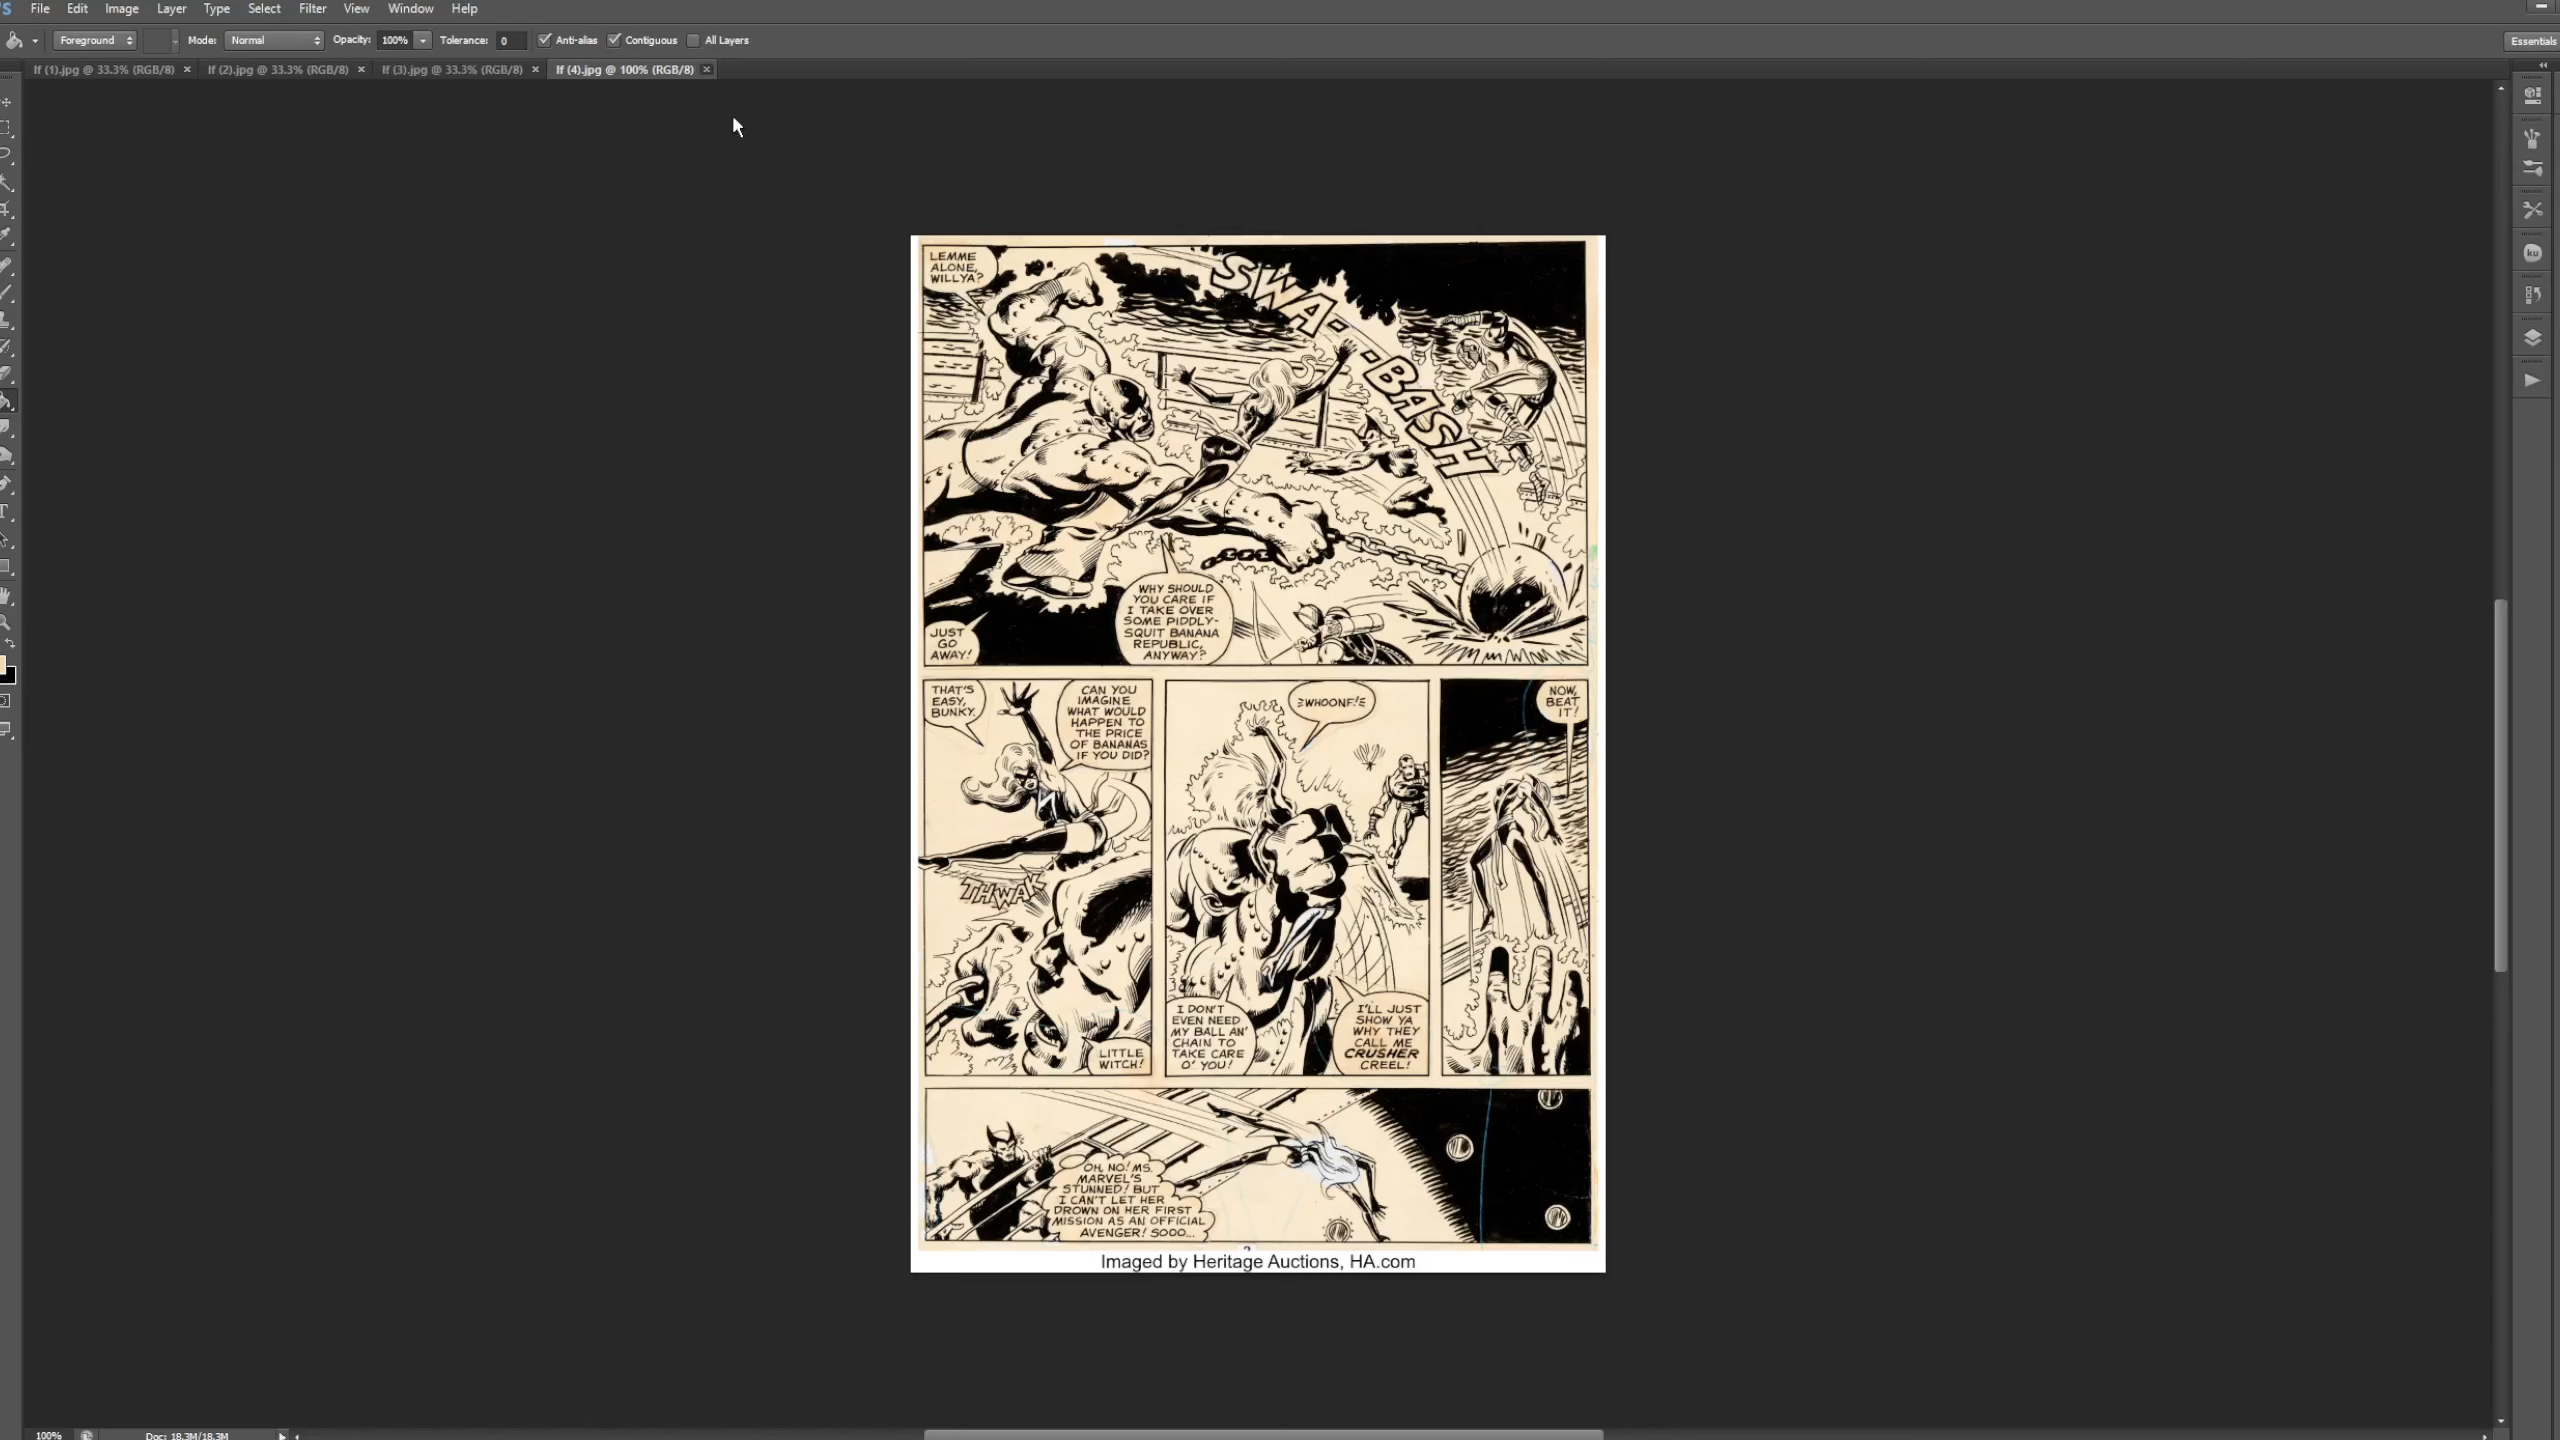 File Edit Image Layer Type Select Filter View Window Help
Foreground Mode: Normal Opacity: 100% Tolerance: 0 Anti-alias Contiguous All Layers
Essentials
If (1).jpg @ 33.3% (RGB/8) If (2).jpg @ 33.3% (RGB/8) If (3).jpg @ 33.3% (RGB/8) If (4).jpg @ 100% (RGB/8)
LEMME
ALONE,
WILLYA?
SWA-
-BASH
WHY SHOULD
YOU CARE IF
I TAKE OVER
SOME PIDDLY-
SQUIT BANANA
REPUBLIC,
ANYWAY?
JUST
GO
AWAY!
THAT'S
EASY,
BUNKY.
CAN YOU
IMAGINE
WHAT WOULD
HAPPEN TO
THE PRICE
OF BANANAS
IF YOU DID?
THWAK
LITTLE
WITCH!
WHOONF!
I DON'T
EVEN NEED
MY BALL AN'
CHAIN TO
TAKE CARE
O' YOU!
I'LL JUST
SHOW YA
WHY THEY
CALL ME
CRUSHER
CREEL!
NOW,
BEAT
IT!
OH, NO! MS.
MARVEL'S
STUNNED! BUT
I CAN'T LET HER
DROWN ON HER FIRST
MISSION AS AN OFFICIAL
AVENGER! SOOO...
Imaged by Heritage Auctions, HA.com
100% Doc: 18.3M/18.3M